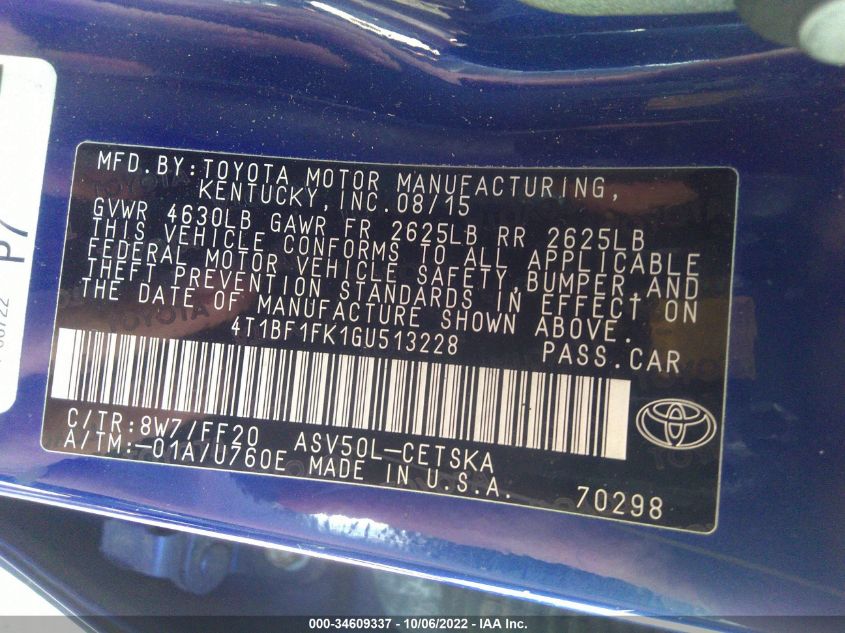 MFD.BY:TOYOTA MOTOR MANUFACTURING,
KENTUCKY,INC.08/15
GVWR 4630LB GAWR FR 2625LB RR 2625LB
THIS VEHICLE CONFORMS TO ALL APPLICABLE
FEDERAL MOTOR VEHICLE SAFETY,BUMPER AND
THEFT PREVENTION STANDARDS IN EFFECT ON
THE DATE OF MANUFACTURE SHOWN ABOVE.
4T1BF1FK1GU513228 PASS.CAR
C/TR:8W7/FF20 ASV50L-CETSKA
A/TM:-01A/U760E MADE IN U.S.A.
70298
P7
000-34609337 - 10/06/2022 - IAA Inc.